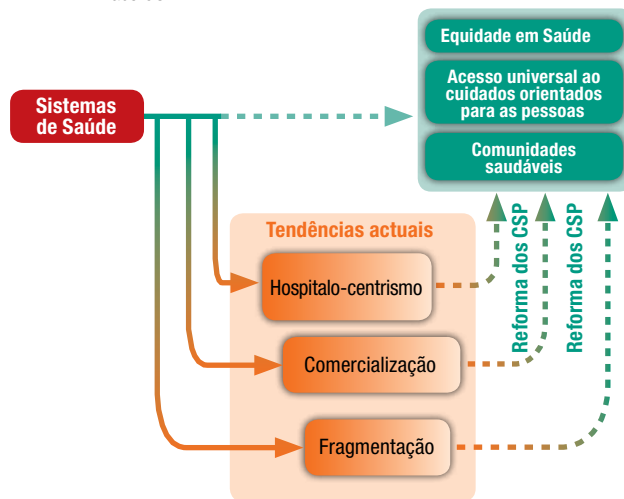 Equidade em Saúde
Acesso universal ao
cuidados orientados
para as pessoas
Comunidades
saudáveis
Sistemas
de Saúde
Tendências actuais
Hospitalo-centrismo
Comercialização
Fragmentação
Reforma dos CSP
Reforma dos CSP